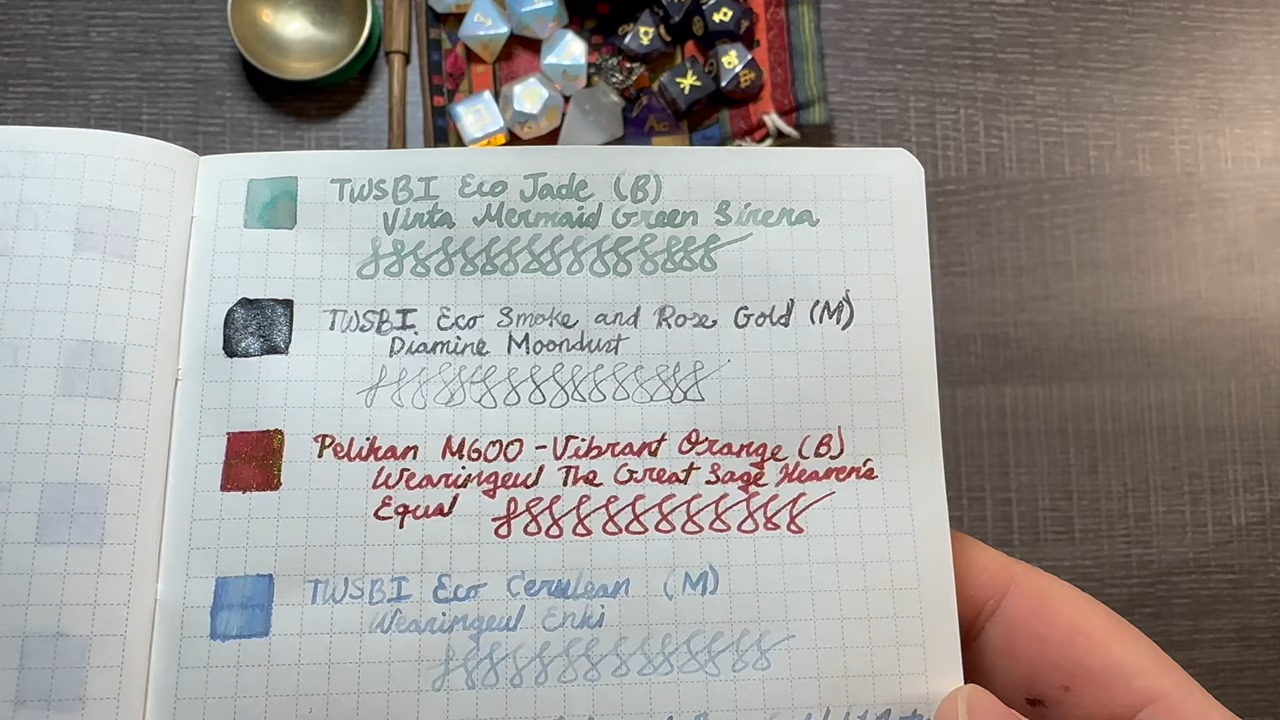 TWSBI Eco Jade (B)
Vinta Mermaid Green Sirena
TWSBI Eco Smoke and Rose Gold (M)
Diamine Moondust
Pelikan M600 - Vibrant Orange (B)
Wearingeul The Great Sage Heaven's
Equal
TWSBI Eco Cerulean (M)
Wearingeul Enki